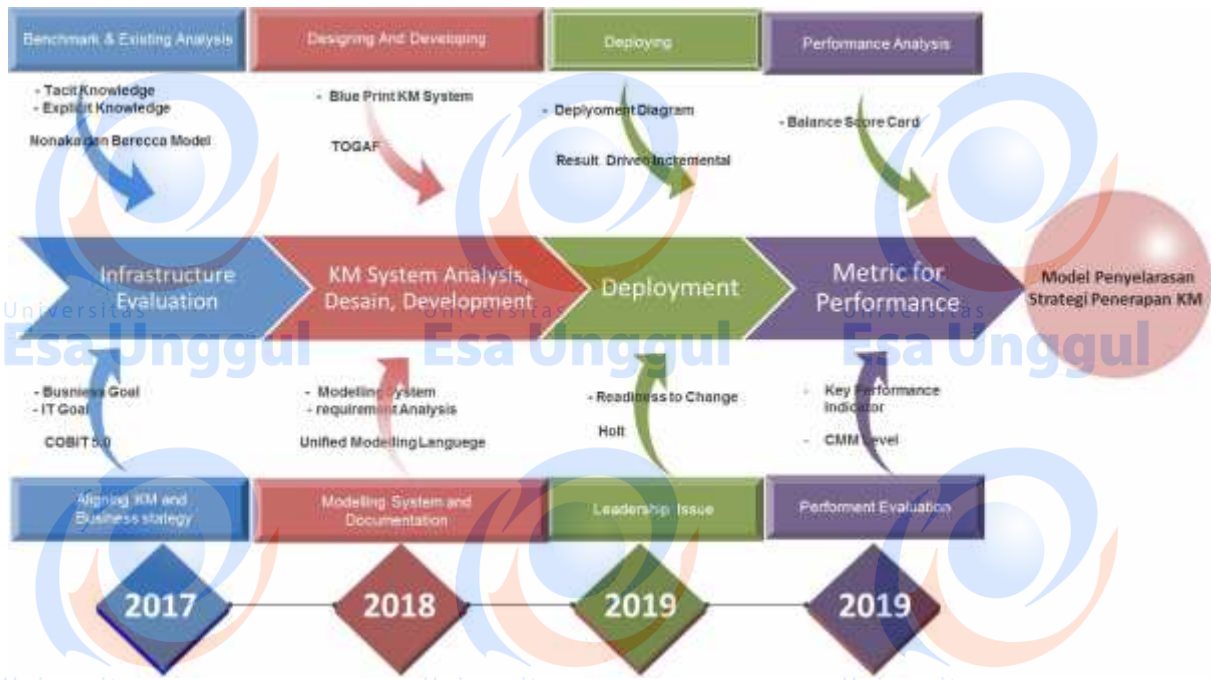 Benchmark & Existing Analysis
Designing And Developing
Deploying
Performance Analysis
- Tacit Knowledge
- Explicit Knowledge
Nonaka dan Berecca Model
- Blue Print KM System
TOGAF
- Deplyoment Diagram
Result Driven Incremental
- Balance Score Card
Infrastructure
Evaluation
KM System Analysis,
Desain, Development
Deployment
Metric for
Performance
Model Penyelarasan
Strategi Penerapan KM
Universitas
Esa Unggul
Universitas
Esa Unggul
Universitas
Esa Unggul
- Busniess Goal
- IT Goal
COBIT 5.0
- Modelling System
- requirement Analysis
Unified Modelling Languege
- Readiness to Change
Holt
- Key Performance
Indicator
- CMM Level
Aligning KM and
Business stategy
Modelling System and
Documentation
Leadership Issue
Performent Evaluation
2017
2018
2019
2019